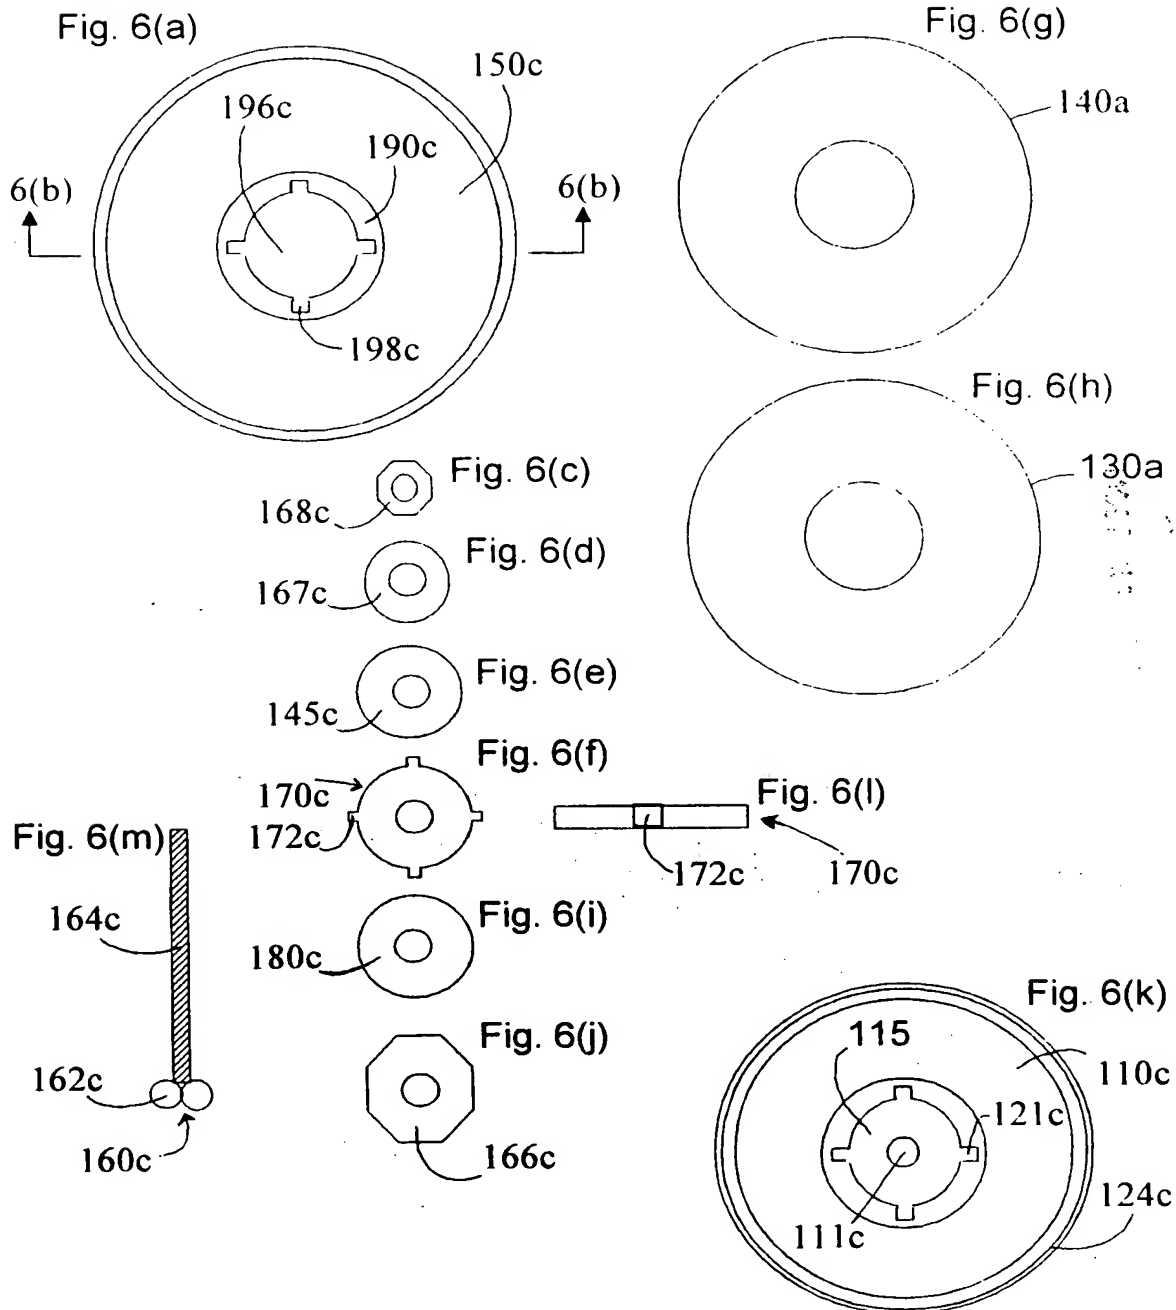 Fig. 6(a)
Fig. 6(g)
150c
196c
140a
190c
6(b)
6(b)
198c
Fig. 6(h)
Fig. 6(c)
130a
168c
Fig. 6(d)
167c
Fig. 6(e)
145c
Fig. 6(f)
170c
Fig. 6(l)
172c
Fig. 6(m)
172c
170c
164c
Fig. 6(i)
180c
Fig. 6(k)
115
Fig. 6(j)
110c
162c
121c
160c
166c
124c
111c